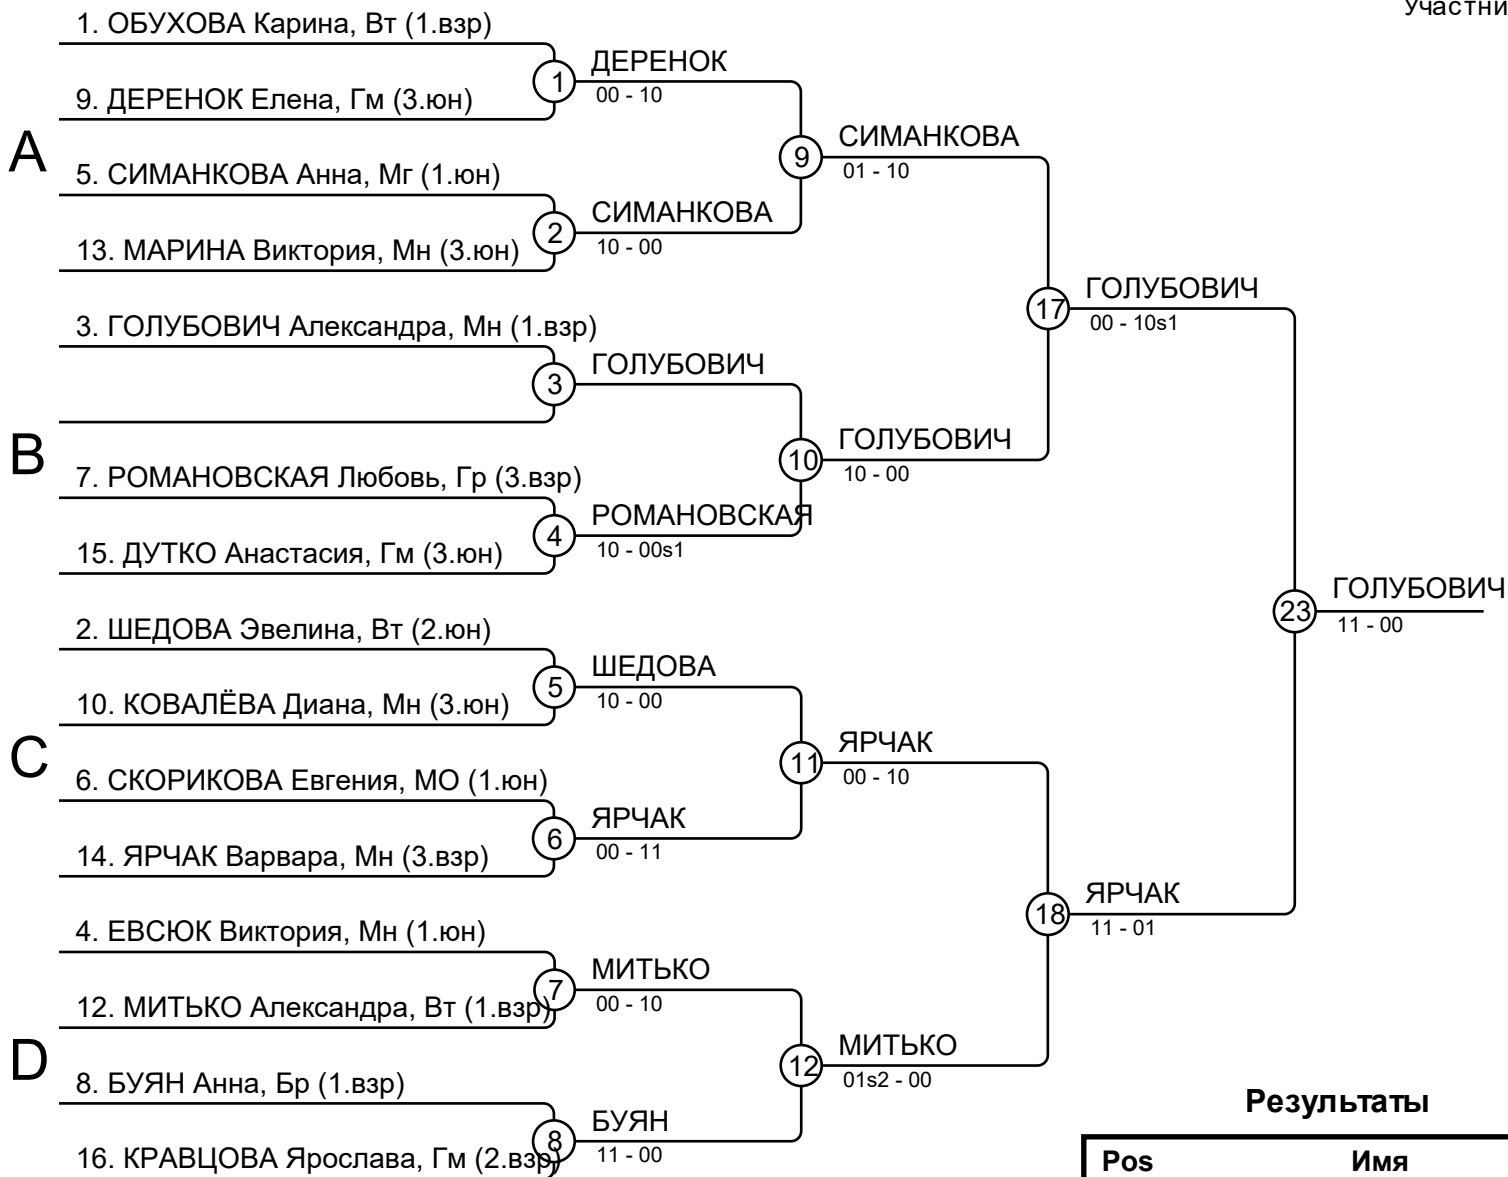 Участни
1. ОБУХОВА Карина, Вт (1.взр)
9. ДЕРЕНОК Елена, Гм (3.юн)
1
ДЕРЕНОК
00 - 10
A
5. СИМАНКОВА Анна, Мг (1.юн)
13. МАРИНА Виктория, Мн (3.юн)
2
СИМАНКОВА
10 - 00
9
СИМАНКОВА
01 - 10
3. ГОЛУБОВИЧ Александра, Мн (1.взр)
3
ГОЛУБОВИЧ
B
7. РОМАНОВСКАЯ Любовь, Гр (3.взр)
15. ДУТКО Анастасия, Гм (3.юн)
4
РОМАНОВСКАЯ
10 - 00s1
10
ГОЛУБОВИЧ
10 - 00
17
ГОЛУБОВИЧ
00 - 10s1
2. ШЕДОВА Эвелина, Вт (2.юн)
10. КОВАЛЁВА Диана, Мн (3.юн)
5
ШЕДОВА
10 - 00
C
6. СКОРИКОВА Евгения, МО (1.юн)
14. ЯРЧАК Варвара, Мн (3.взр)
6
ЯРЧАК
00 - 11
11
ЯРЧАК
00 - 10
4. ЕВСЮК Виктория, Мн (1.юн)
12. МИТЬКО Александра, Вт (1.взр)
7
МИТЬКО
00 - 10
D
8. БУЯН Анна, Бр (1.взр)
16. КРАВЦОВА Ярослава, Гм (2.взр)
8
БУЯН
11 - 00
12
МИТЬКО
01s2 - 00
18
ЯРЧАК
11 - 01
23
ГОЛУБОВИЧ
11 - 00
Результаты
Pos Имя